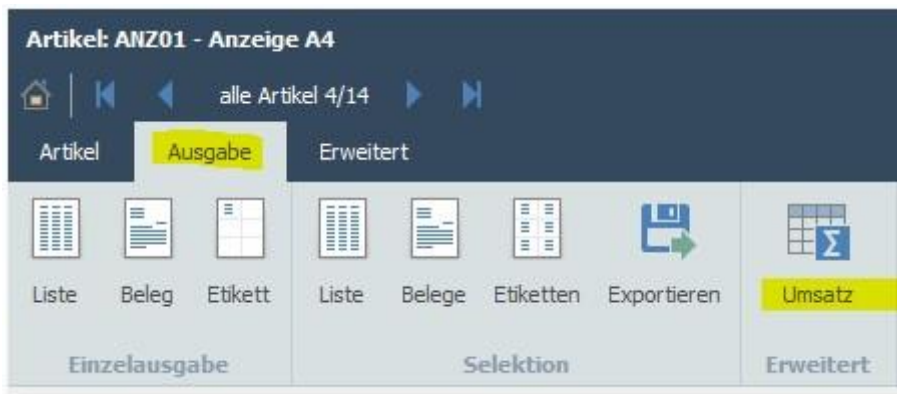 Artikel: ANZ01 - Anzeige A4
alle Artikel 4/14
Artikel Ausgabe Erweitert
Liste Beleg Etikett Liste Belege Etiketten Exportieren Umsatz
Einzelausgabe Selektion Erweitert